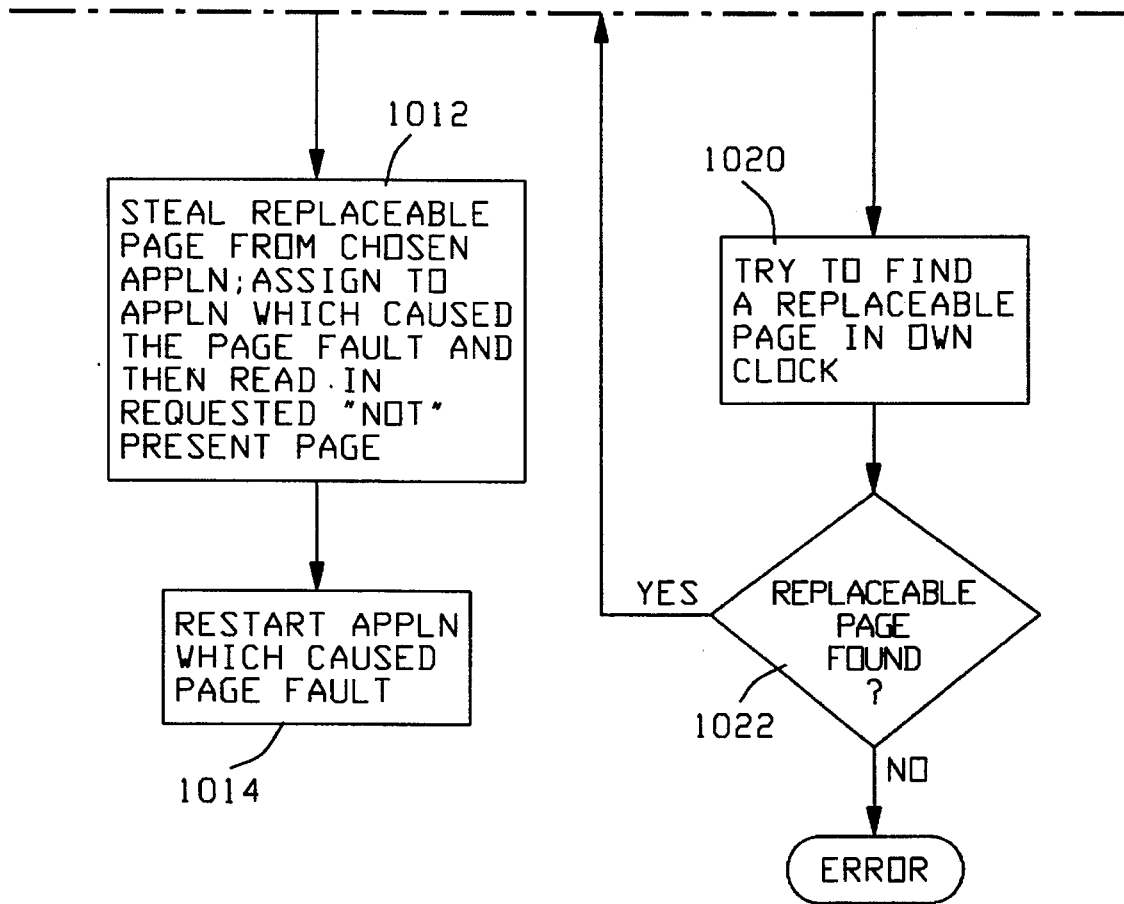 1012
STEAL REPLACEABLE
PAGE FROM CHOSEN
APPLN; ASSIGN TO
APPLN WHICH CAUSED
THE PAGE FAULT AND
THEN READ IN
REQUESTED "NOT"
PRESENT PAGE
RESTART APPLN
WHICH CAUSED
PAGE FAULT
1014
1020
TRY TO FIND
A REPLACEABLE
PAGE IN OWN
CLOCK
YES
REPLACEABLE
PAGE
FOUND
?
1022
NO
ERROR